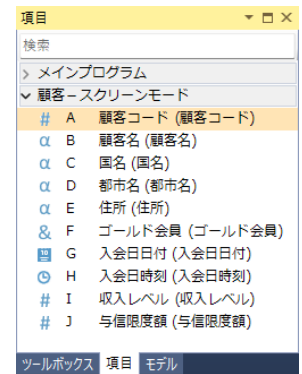 項目
検索
メインプログラム
顧客－スクリーンモード
# A 顧客コード (顧客コード)
α B 顧客名 (顧客名)
α C 国名 (国名)
α D 都市名 (都市名)
α E 住所 (住所)
& F ゴールド会員 (ゴールド会員)
G 入会日付 (入会日付)
H 入会時刻 (入会時刻)
# I 収入レベル (収入レベル)
# J 与信限度額 (与信限度額)
ツールボックス 項目 モデル